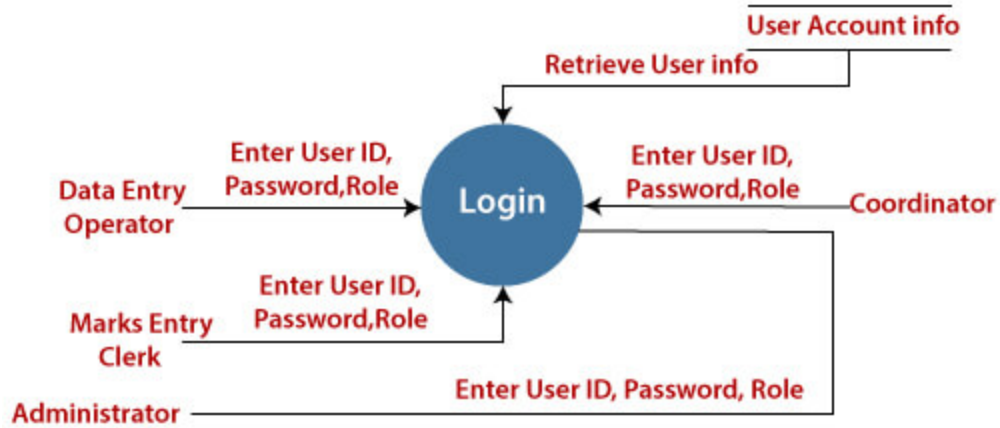 User Account info
Retrieve User info
Enter User ID,
Password,Role
Enter User ID,
Password,Role
Data Entry
Operator
Login
Coordinator
Enter User ID,
Password,Role
Marks Entry
Clerk
Enter User ID, Password, Role
Administrator